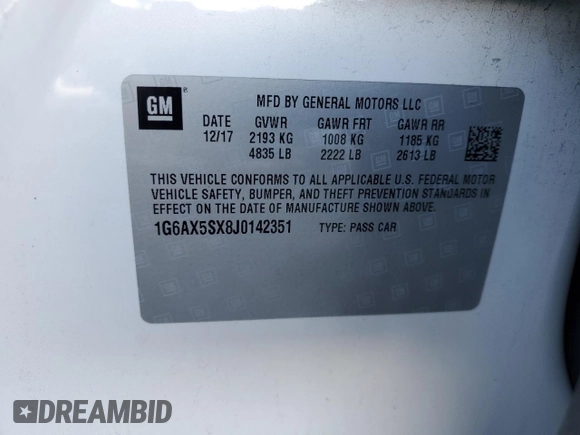 GM
MFD BY GENERAL MOTORS LLC
DATE GVWR GAWR FRT GAWR RR
12/17 2193 KG 1008 KG 1185 KG
4835 LB 2222 LB 2613 LB
THIS VEHICLE CONFORMS TO ALL APPLICABLE U.S. FEDERAL MOTOR
VEHICLE SAFETY, BUMPER, AND THEFT PREVENTION STANDARDS IN
EFFECT ON THE DATE OF MANUFACTURE SHOWN ABOVE.
1G6AX5SX8J0142351 TYPE: PASS CAR
DREAMBID